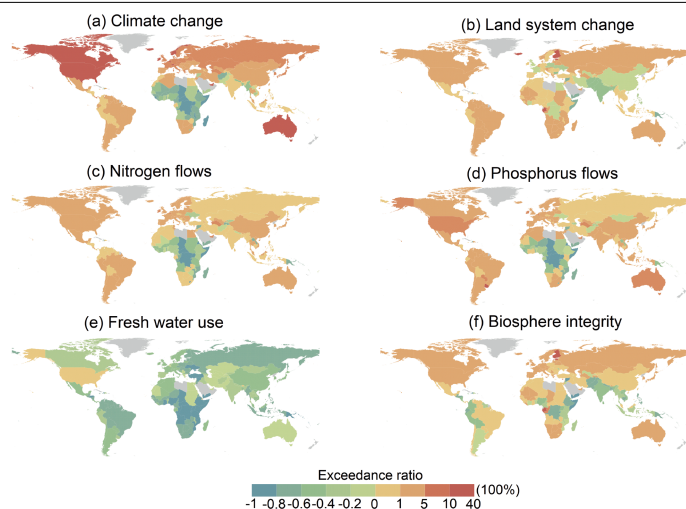 (a) Climate change
(b) Land system change
(c) Nitrogen flows
(d) Phosphorus flows
(e) Fresh water use
(f) Biosphere integrity
Exceedance ratio
(100%)
-1 -0.8 -0.6 -0.4 -0.2 0 1 5 10 40